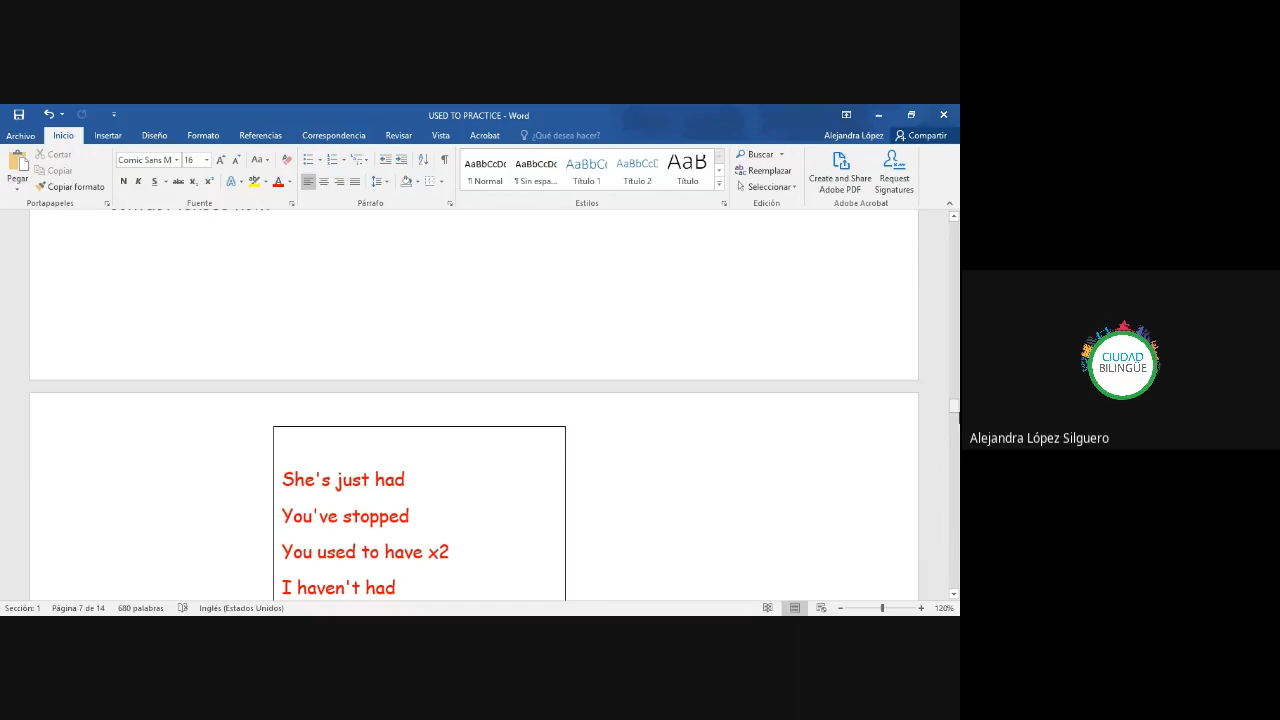 USED TO PRACTICE - Word
Archivo Inicio Insertar Diseño Formato Referencias Correspondencia Revisar Vista Acrobat ¿Qué desea hacer? Alejandra López Compartir
Pegar
Cortar
Copiar
Copiar formato
Portapapeles
Comic Sans M 16
N K S abc
Fuente
Párrafo
AaBbCcDc AaBbCcDc AaBbCc AaBbCcD AaB
¶ Normal ¶ Sin espa... Título 1 Título 2 Título
Estilos
Buscar
Reemplazar
Seleccionar
Edición
Create and Share
Adobe PDF
Request
Signatures
Adobe Acrobat
She's just had
You've stopped
You used to have x2
I haven't had
Sección: 1 Página 7 de 14 680 palabras Inglés (Estados Unidos) 120%
CIUDAD
BILINGÜE
Alejandra López Silguero